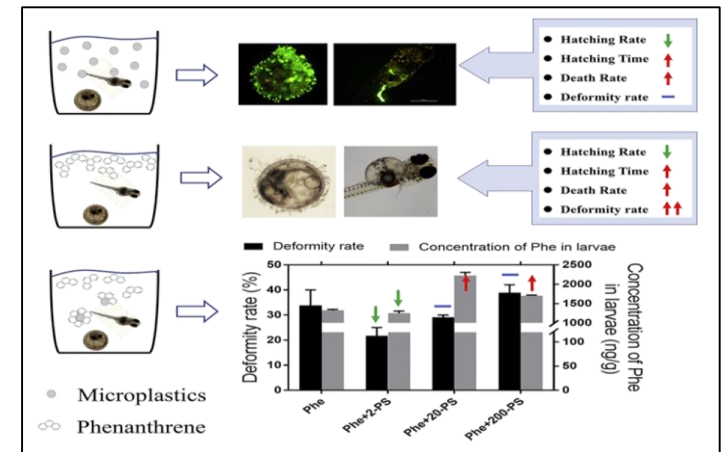 Hatching Rate
Hatching Time
Death Rate
Deformity rate
Hatching Rate
Hatching Time
Death Rate
Deformity rate
Deformity rate
Concentration of Phe in larvae
Deformity rate (%)
50
40
30
20
10
0
2500
2000
1500
1000
100
50
0
Concentration of Phe
in larvae (ng/g)
Phe
Phe+2-PS
Phe+20-PS
Phe+200-PS
Microplastics
Phenanthrene